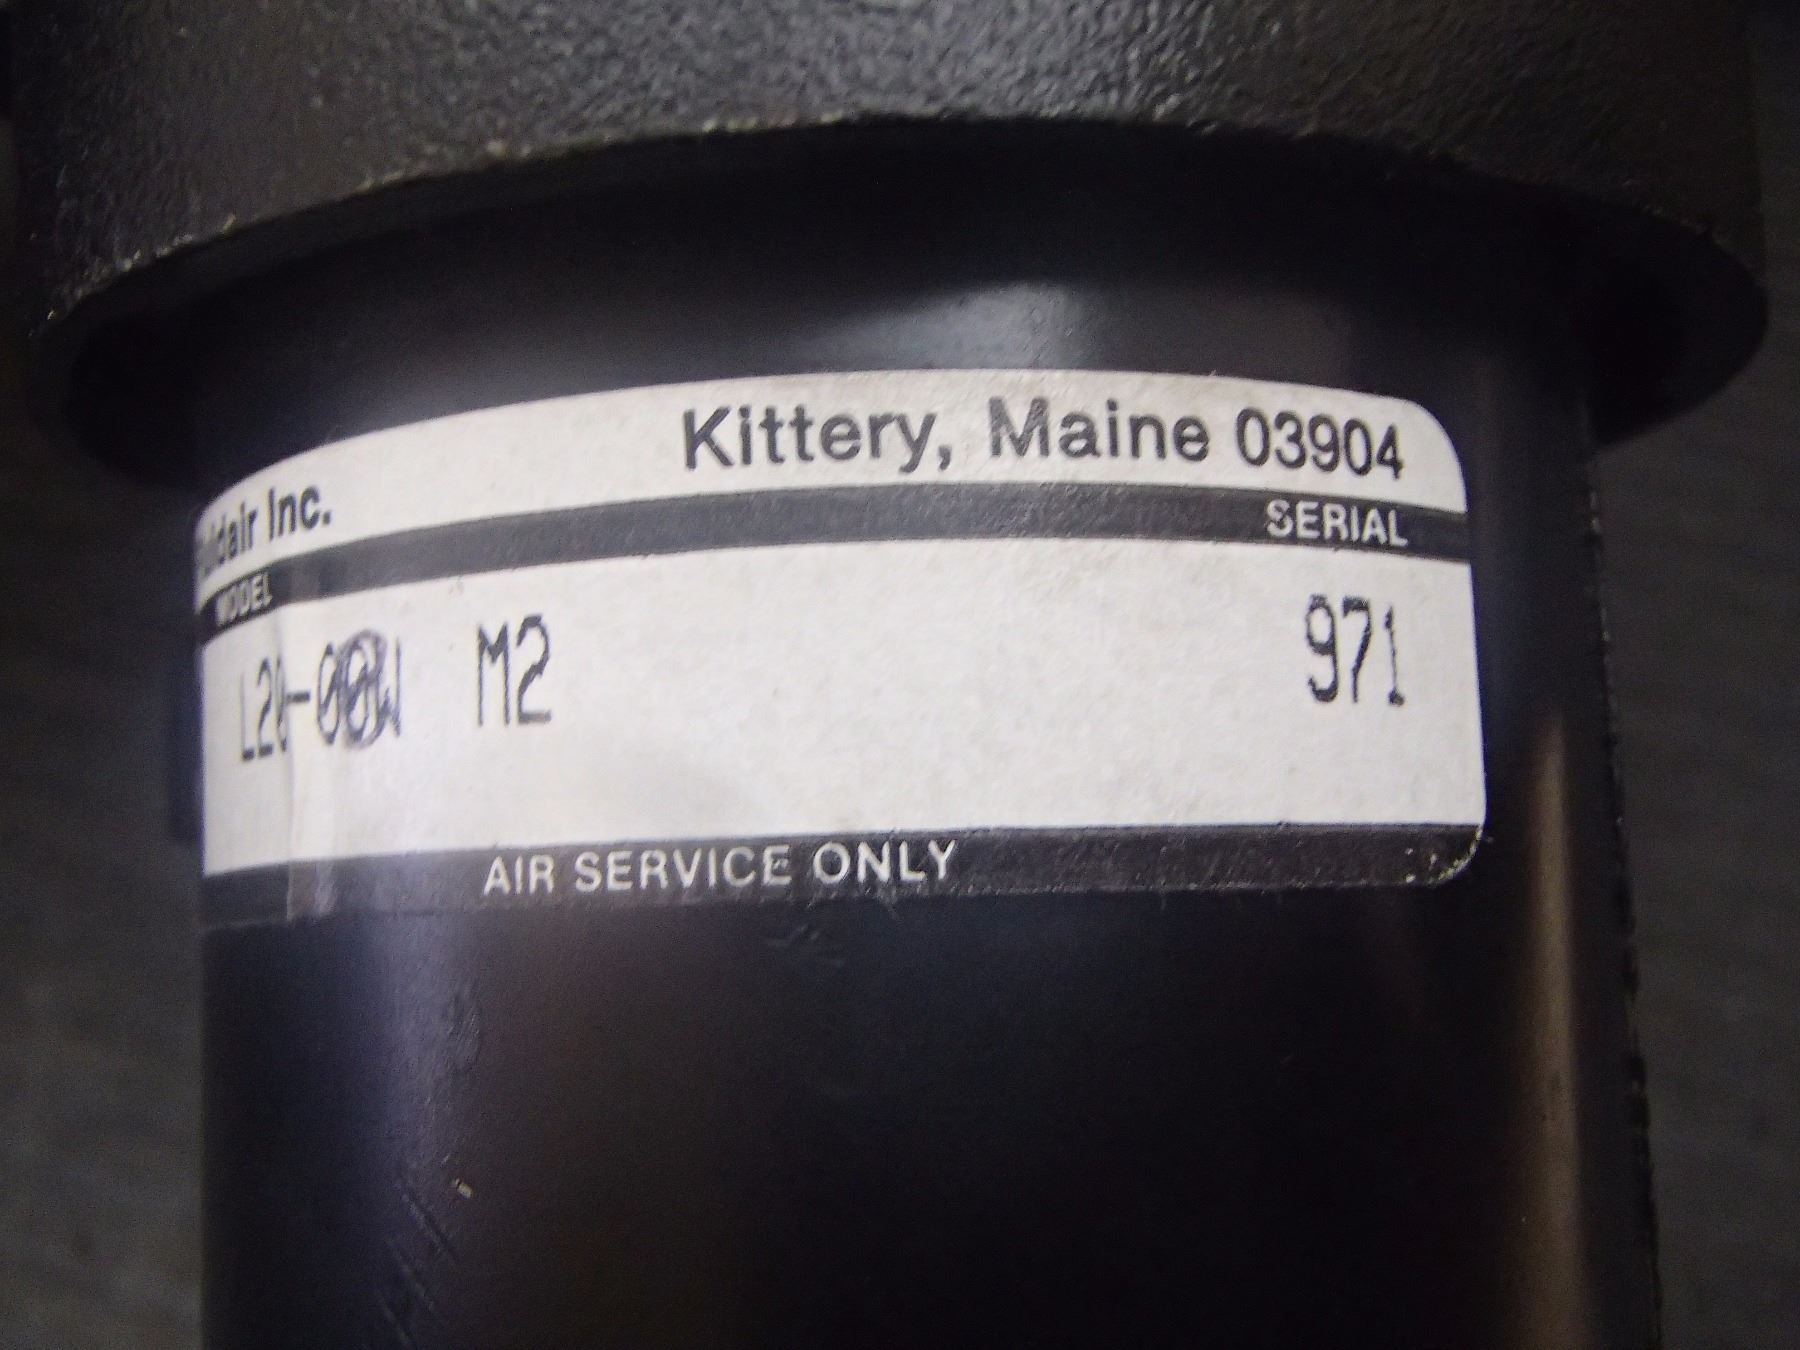 Kittery, Maine 03904
Inc.
SERIAL
MODEL
M2 971
AIR SERVICE ONLY